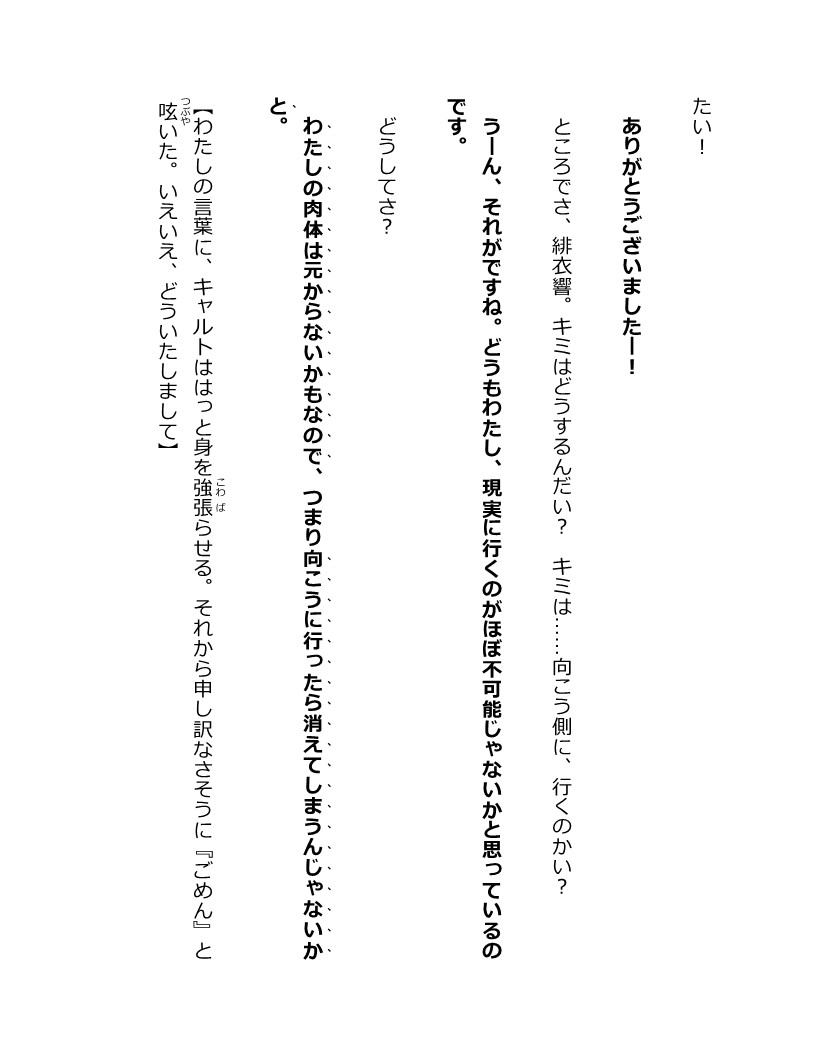 たい！
ありがとうございましたー！
ところでさ、緋衣響。キミはどうするんだい？　キミは……向こう側に、行くのかい？
うーん、それがですね。どうもわたし、現実に行くのがほぼ不可能じゃないかと思っているの
です。
どうしてさ？
わたしの肉体は元からないかもなので、つまり向こうに行ったら消えてしまうんじゃないか
と。
【わたしの言葉に、キャルトははっと身を強張らせる。それから申し訳なさそうに『ごめん』と
呟いた。いえいえ、どういたしまして】